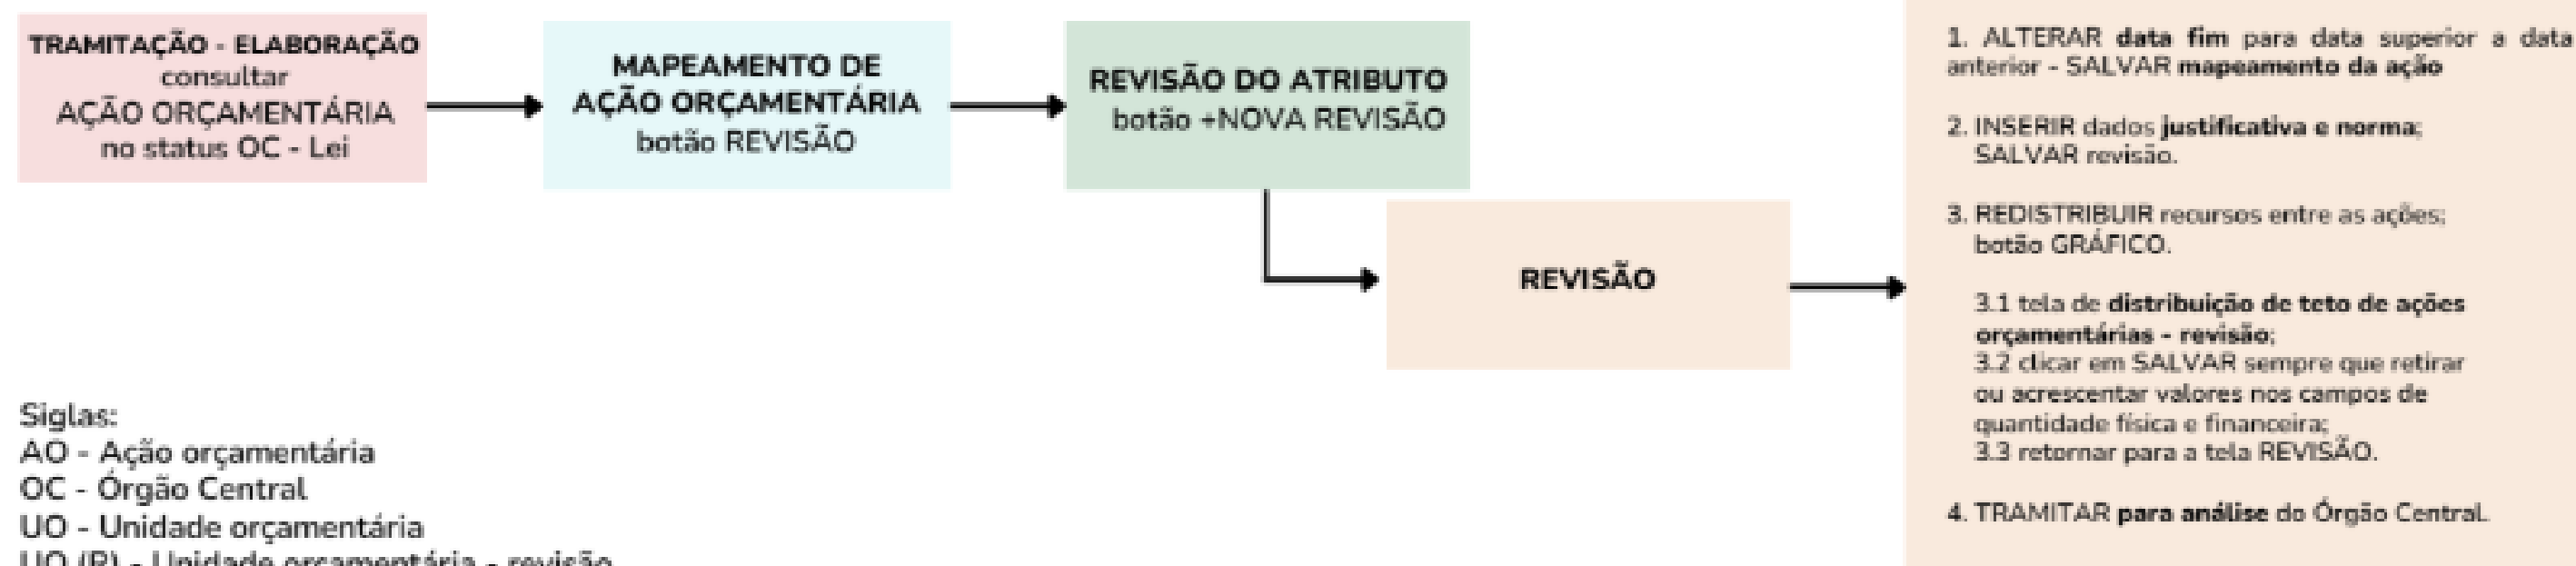 TRAMITAÇÃO - ELABORAÇÃO
consultar
AÇÃO ORÇAMENTÁRIA
no status OC - Lei
MAPEAMENTO DE
AÇÃO ORÇAMENTÁRIA
botão REVISÃO
REVISÃO DO ATRIBUTO
botão +NOVA REVISÃO
REVISÃO
1. ALTERAR data fim para data superior a data
anterior - SALVAR mapeamento da ação
2. INSERIR dados justificativa e norma;
SALVAR revisão.
3. REDISTRIBUIR recursos entre as ações;
botão GRÁFICO.
3.1 tela de distribuição de teto de ações
orçamentárias - revisão;
3.2 clicar em SALVAR sempre que retirar
ou acrescentar valores nos campos de
quantidade física e financeira;
3.3 retornar para a tela REVISÃO.
4. TRAMITAR para análise do Órgão Central.
Siglas:
AO - Ação orçamentária
OC - Órgão Central
UO - Unidade orçamentária
UO (R) - Unidade orçamentária - revisão